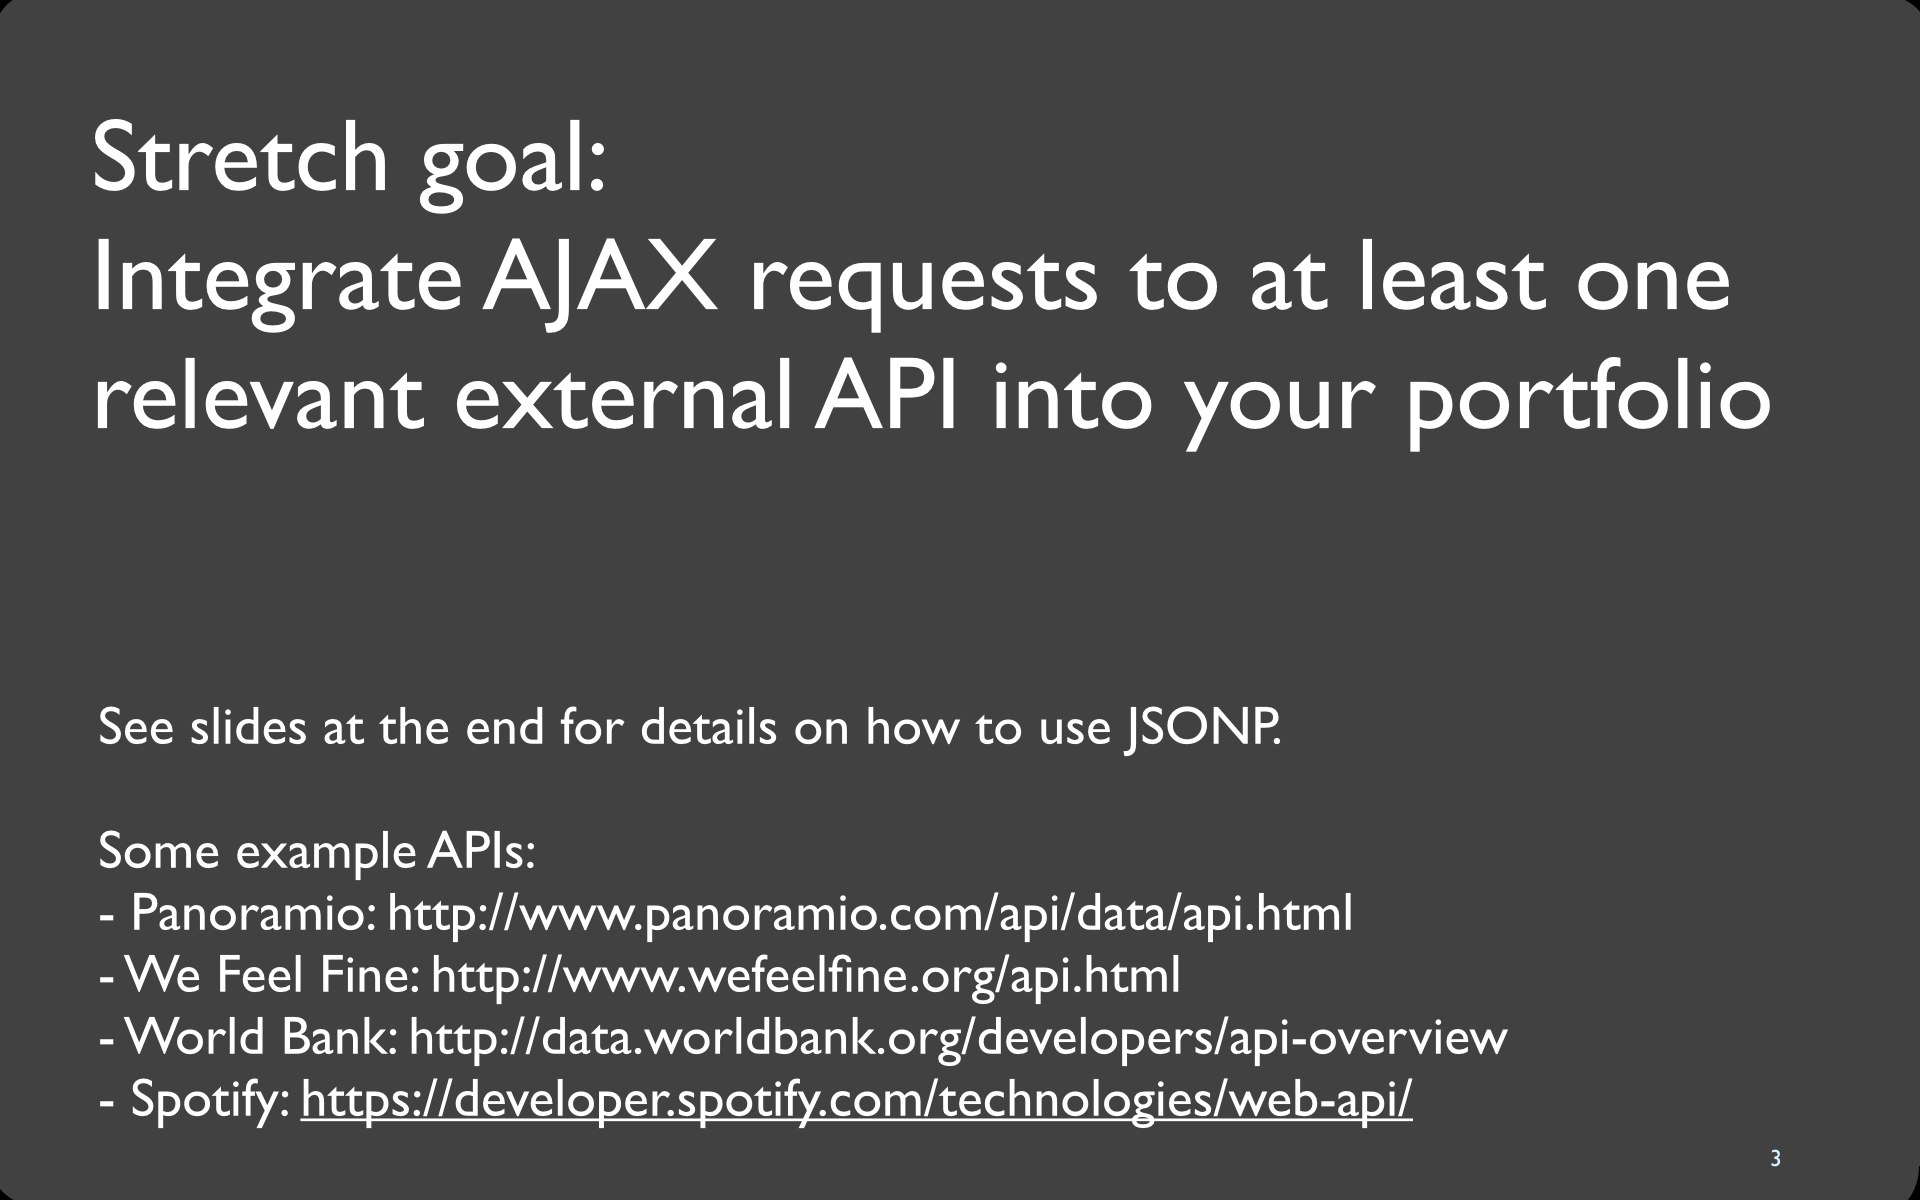 Stretch goal:
Integrate AJAX requests to at least one
relevant external API into your portfolio
See slides at the end for details on how to use JSONP.
Some example APIs:
- Panoramio: http://www.panoramio.com/api/data/api.html
- We Feel Fine: http://www.wefeelfine.org/api.html
- World Bank: http://data.worldbank.org/developers/api-overview
- Spotify: https://developer.spotify.com/technologies/web-api/
3